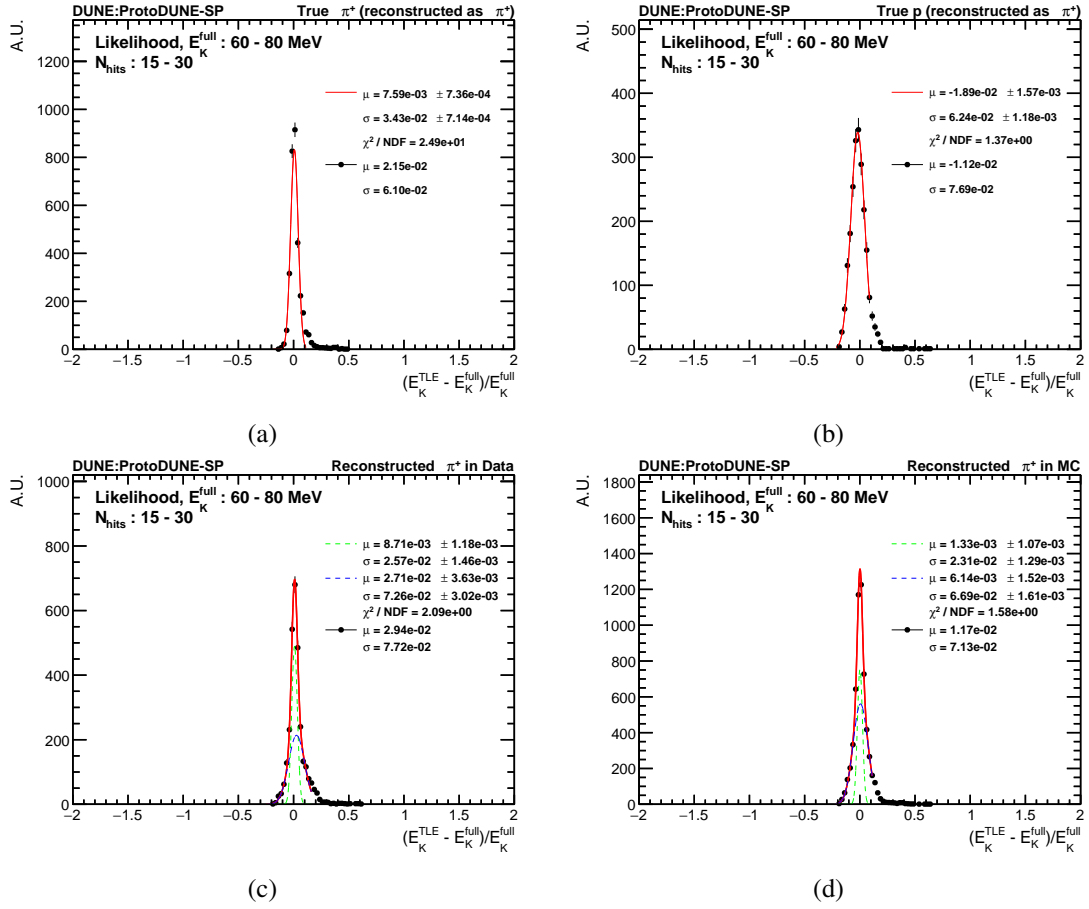 DUNE:ProtoDUNE-SP True π⁺ (reconstructed as π⁺)
A.U.
Likelihood, E_K^full : 60 - 80 MeV
N_hits : 15 - 30
μ = 7.59e-03 ± 7.36e-04
σ = 3.43e-02 ± 7.14e-04
χ² / NDF = 2.49e+01
μ = 2.15e-02
σ = 6.10e-02
1200
1000
800
600
400
200
0
−2 −1.5 −1 −0.5 0 0.5 1 1.5 2
(E_K^TLE - E_K^full)/E_K^full
(a)
DUNE:ProtoDUNE-SP True p (reconstructed as π⁺)
A.U.
Likelihood, E_K^full : 60 - 80 MeV
N_hits : 15 - 30
μ = -1.89e-02 ± 1.57e-03
σ = 6.24e-02 ± 1.18e-03
χ² / NDF = 1.37e+00
μ = -1.12e-02
σ = 7.69e-02
500
400
300
200
100
0
−2 −1.5 −1 −0.5 0 0.5 1 1.5 2
(E_K^TLE - E_K^full)/E_K^full
(b)
DUNE:ProtoDUNE-SP Reconstructed π⁺ in Data
A.U.
Likelihood, E_K^full : 60 - 80 MeV
N_hits : 15 - 30
μ = 8.71e-03 ± 1.18e-03
σ = 2.57e-02 ± 1.46e-03
μ = 2.71e-02 ± 3.63e-03
σ = 7.26e-02 ± 3.02e-03
χ² / NDF = 2.09e+00
μ = 2.94e-02
σ = 7.72e-02
1000
800
600
400
200
0
−2 −1.5 −1 −0.5 0 0.5 1 1.5 2
(E_K^TLE - E_K^full)/E_K^full
(c)
DUNE:ProtoDUNE-SP Reconstructed π⁺ in MC
A.U.
Likelihood, E_K^full : 60 - 80 MeV
N_hits : 15 - 30
μ = 1.33e-03 ± 1.07e-03
σ = 2.31e-02 ± 1.29e-03
μ = 6.14e-03 ± 1.52e-03
σ = 6.69e-02 ± 1.61e-03
χ² / NDF = 1.58e+00
μ = 1.17e-02
σ = 7.13e-02
1800
1600
1400
1200
1000
800
600
400
200
0
−2 −1.5 −1 −0.5 0 0.5 1 1.5 2
(E_K^TLE - E_K^full)/E_K^full
(d)